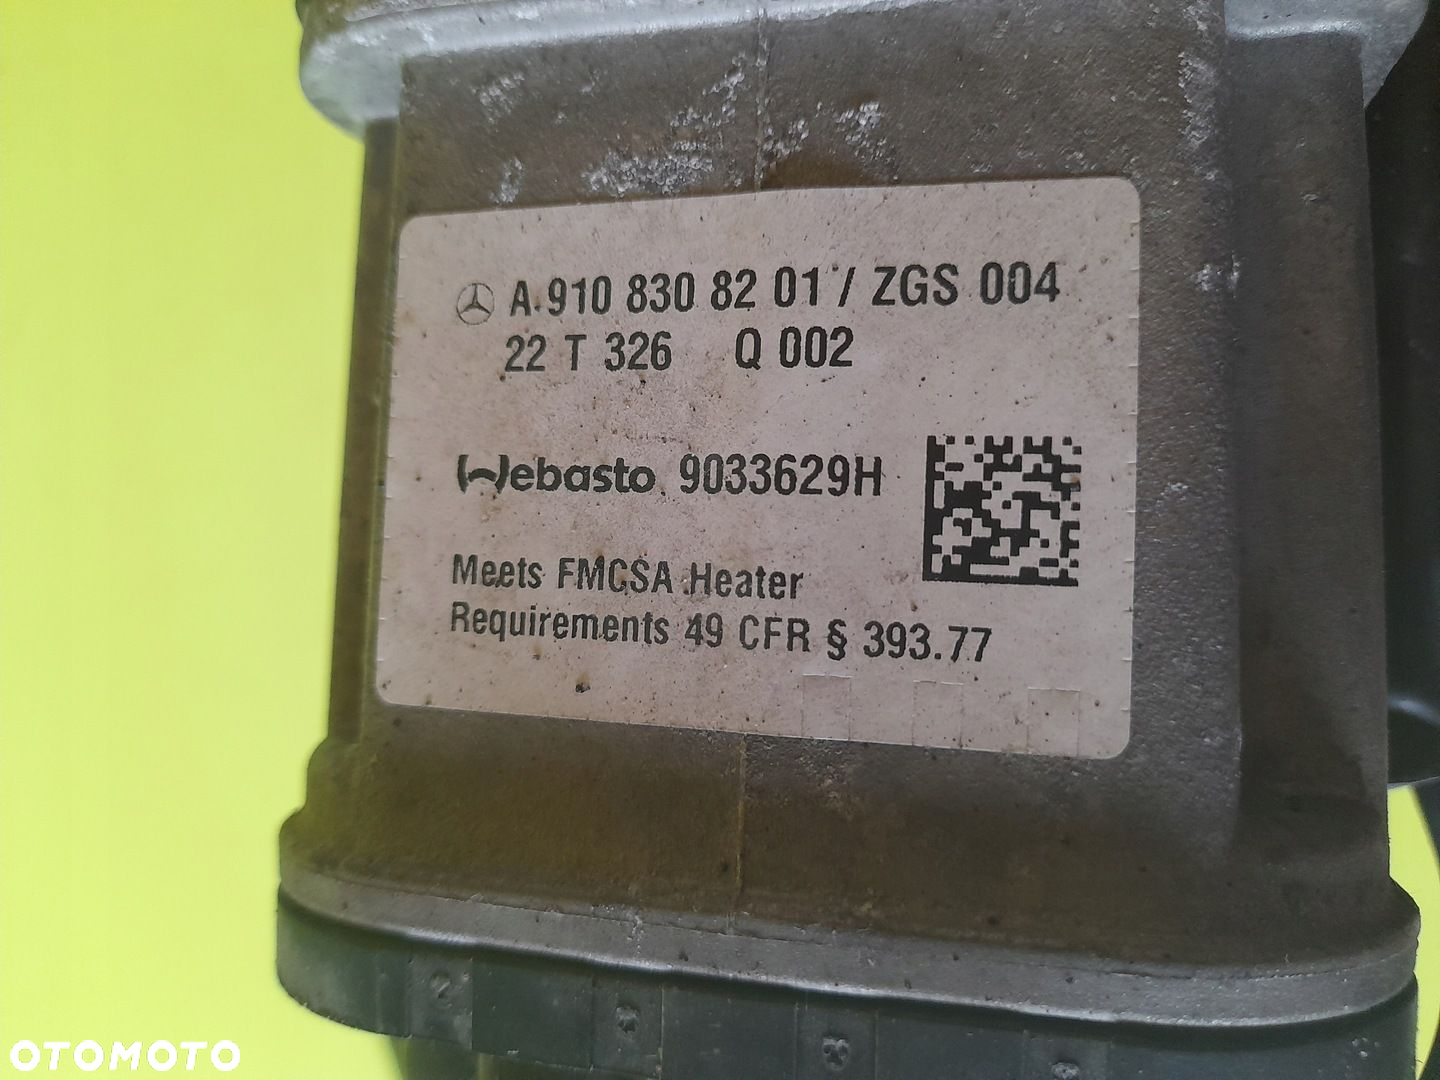 A 910 830 82 01 / ZGS 004
22 T 326 Q 002
Webasto 9033629H
Meets FMCSA Heater
Requirements 49 CFR § 393.77
OTOMOTO